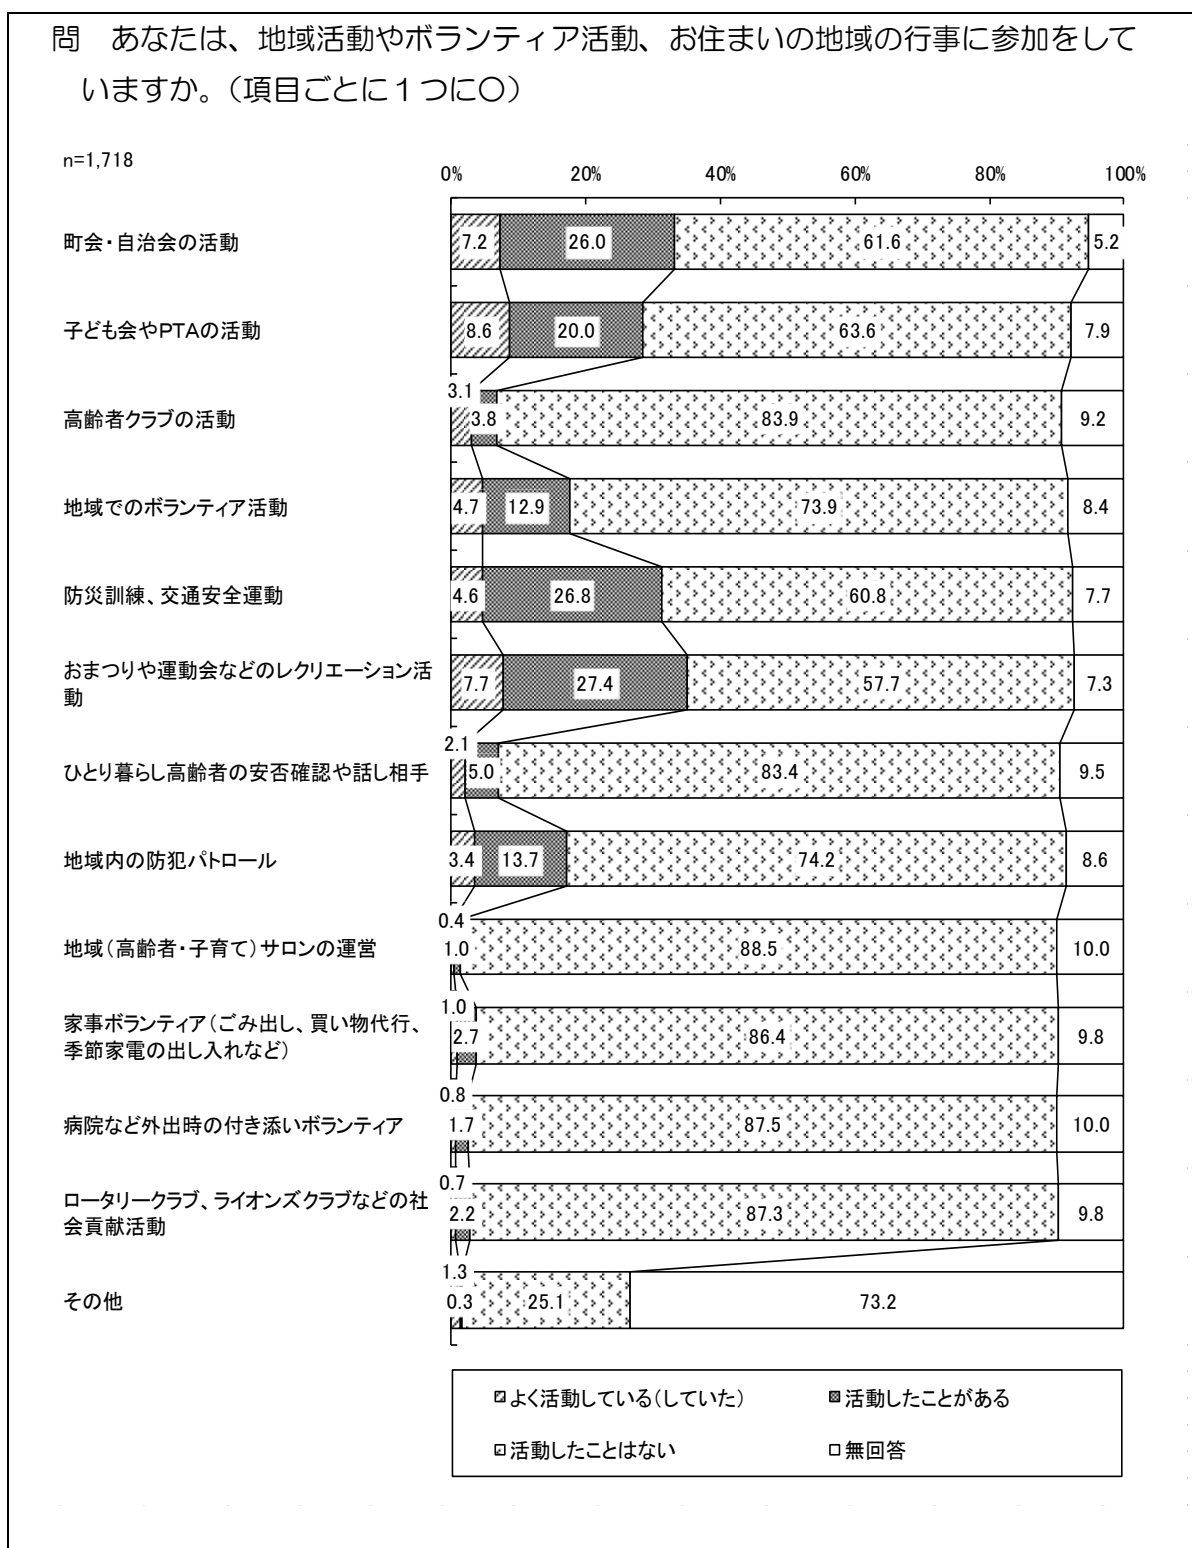 問　あなたは、地域活動やボランティア活動、お住まいの地域の行事に参加をして
いますか。（項目ごとに１つに〇）
n=1,718
0% 20% 40% 60% 80% 100%
町会・自治会の活動 7.2 26.0 61.6 5.2
子ども会やPTAの活動 8.6 20.0 63.6 7.9
3.1
高齢者クラブの活動 3.8 83.9 9.2
地域でのボランティア活動 4.7 12.9 73.9 8.4
防災訓練、交通安全運動 4.6 26.8 60.8 7.7
おまつりや運動会などのレクリエーション活
動
7.7 27.4 57.7 7.3
2.1
ひとり暮らし高齢者の安否確認や話し相手 5.0 83.4 9.5
地域内の防犯パトロール 3.4 13.7 74.2 8.6
0.4
地域（高齢者・子育て）サロンの運営 1.0 88.5 10.0
1.0
家事ボランティア（ごみ出し、買い物代行、
季節家電の出し入れなど）
2.7 86.4 9.8
0.8
病院など外出時の付き添いボランティア 1.7 87.5 10.0
0.7
ロータリークラブ、ライオンズクラブなどの社
会貢献活動
2.2 87.3 9.8
1.3
その他 0.3 25.1 73.2
よく活動している（していた） 活動したことがある
活動したことはない 無回答